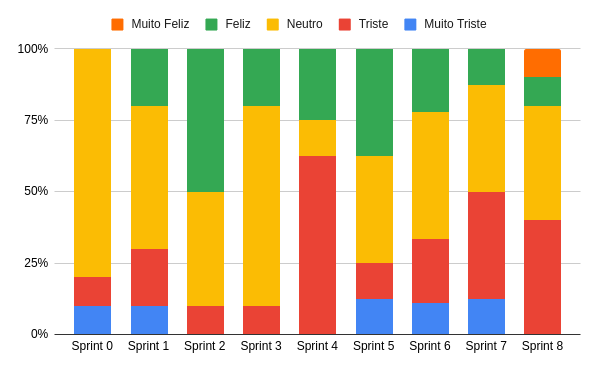 Muito Feliz Feliz Neutro Triste Muito Triste
100%
75%
50%
25%
0%
Sprint 0 Sprint 1 Sprint 2 Sprint 3 Sprint 4 Sprint 5 Sprint 6 Sprint 7 Sprint 8